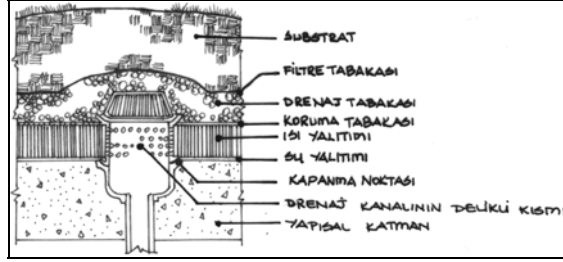 SUBSTRAT
FİLTRE TABAKASI
DRENAJ TABAKASI
KORUMA TABAKASI
ISI YALITIMI
SU YALITIMI
KAPANMA NOKTASI
DRENAJ KANALININ DELİKLİ KISMI
YAPISAL KATMAN